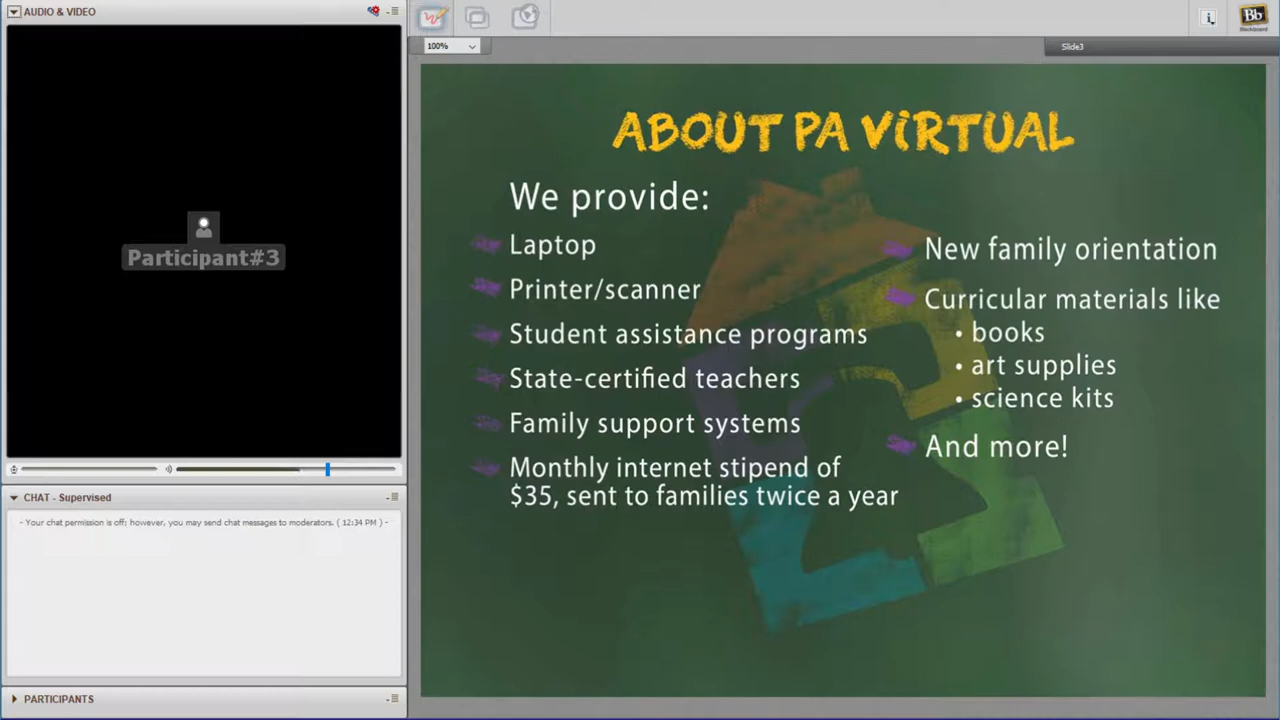 AUDIO & VIDEO
Participant#3
CHAT - Supervised
- Your chat permission is off; however, you may send chat messages to moderators. ( 12:34 PM ) -
PARTICIPANTS
100%
Slide3
i
Bb
Blackboard
ABOUT PA ViRTUAL
We provide:
Laptop
Printer/scanner
Student assistance programs
State-certified teachers
Family support systems
Monthly internet stipend of
$35, sent to families twice a year
New family orientation
Curricular materials like
• books
• art supplies
• science kits
And more!